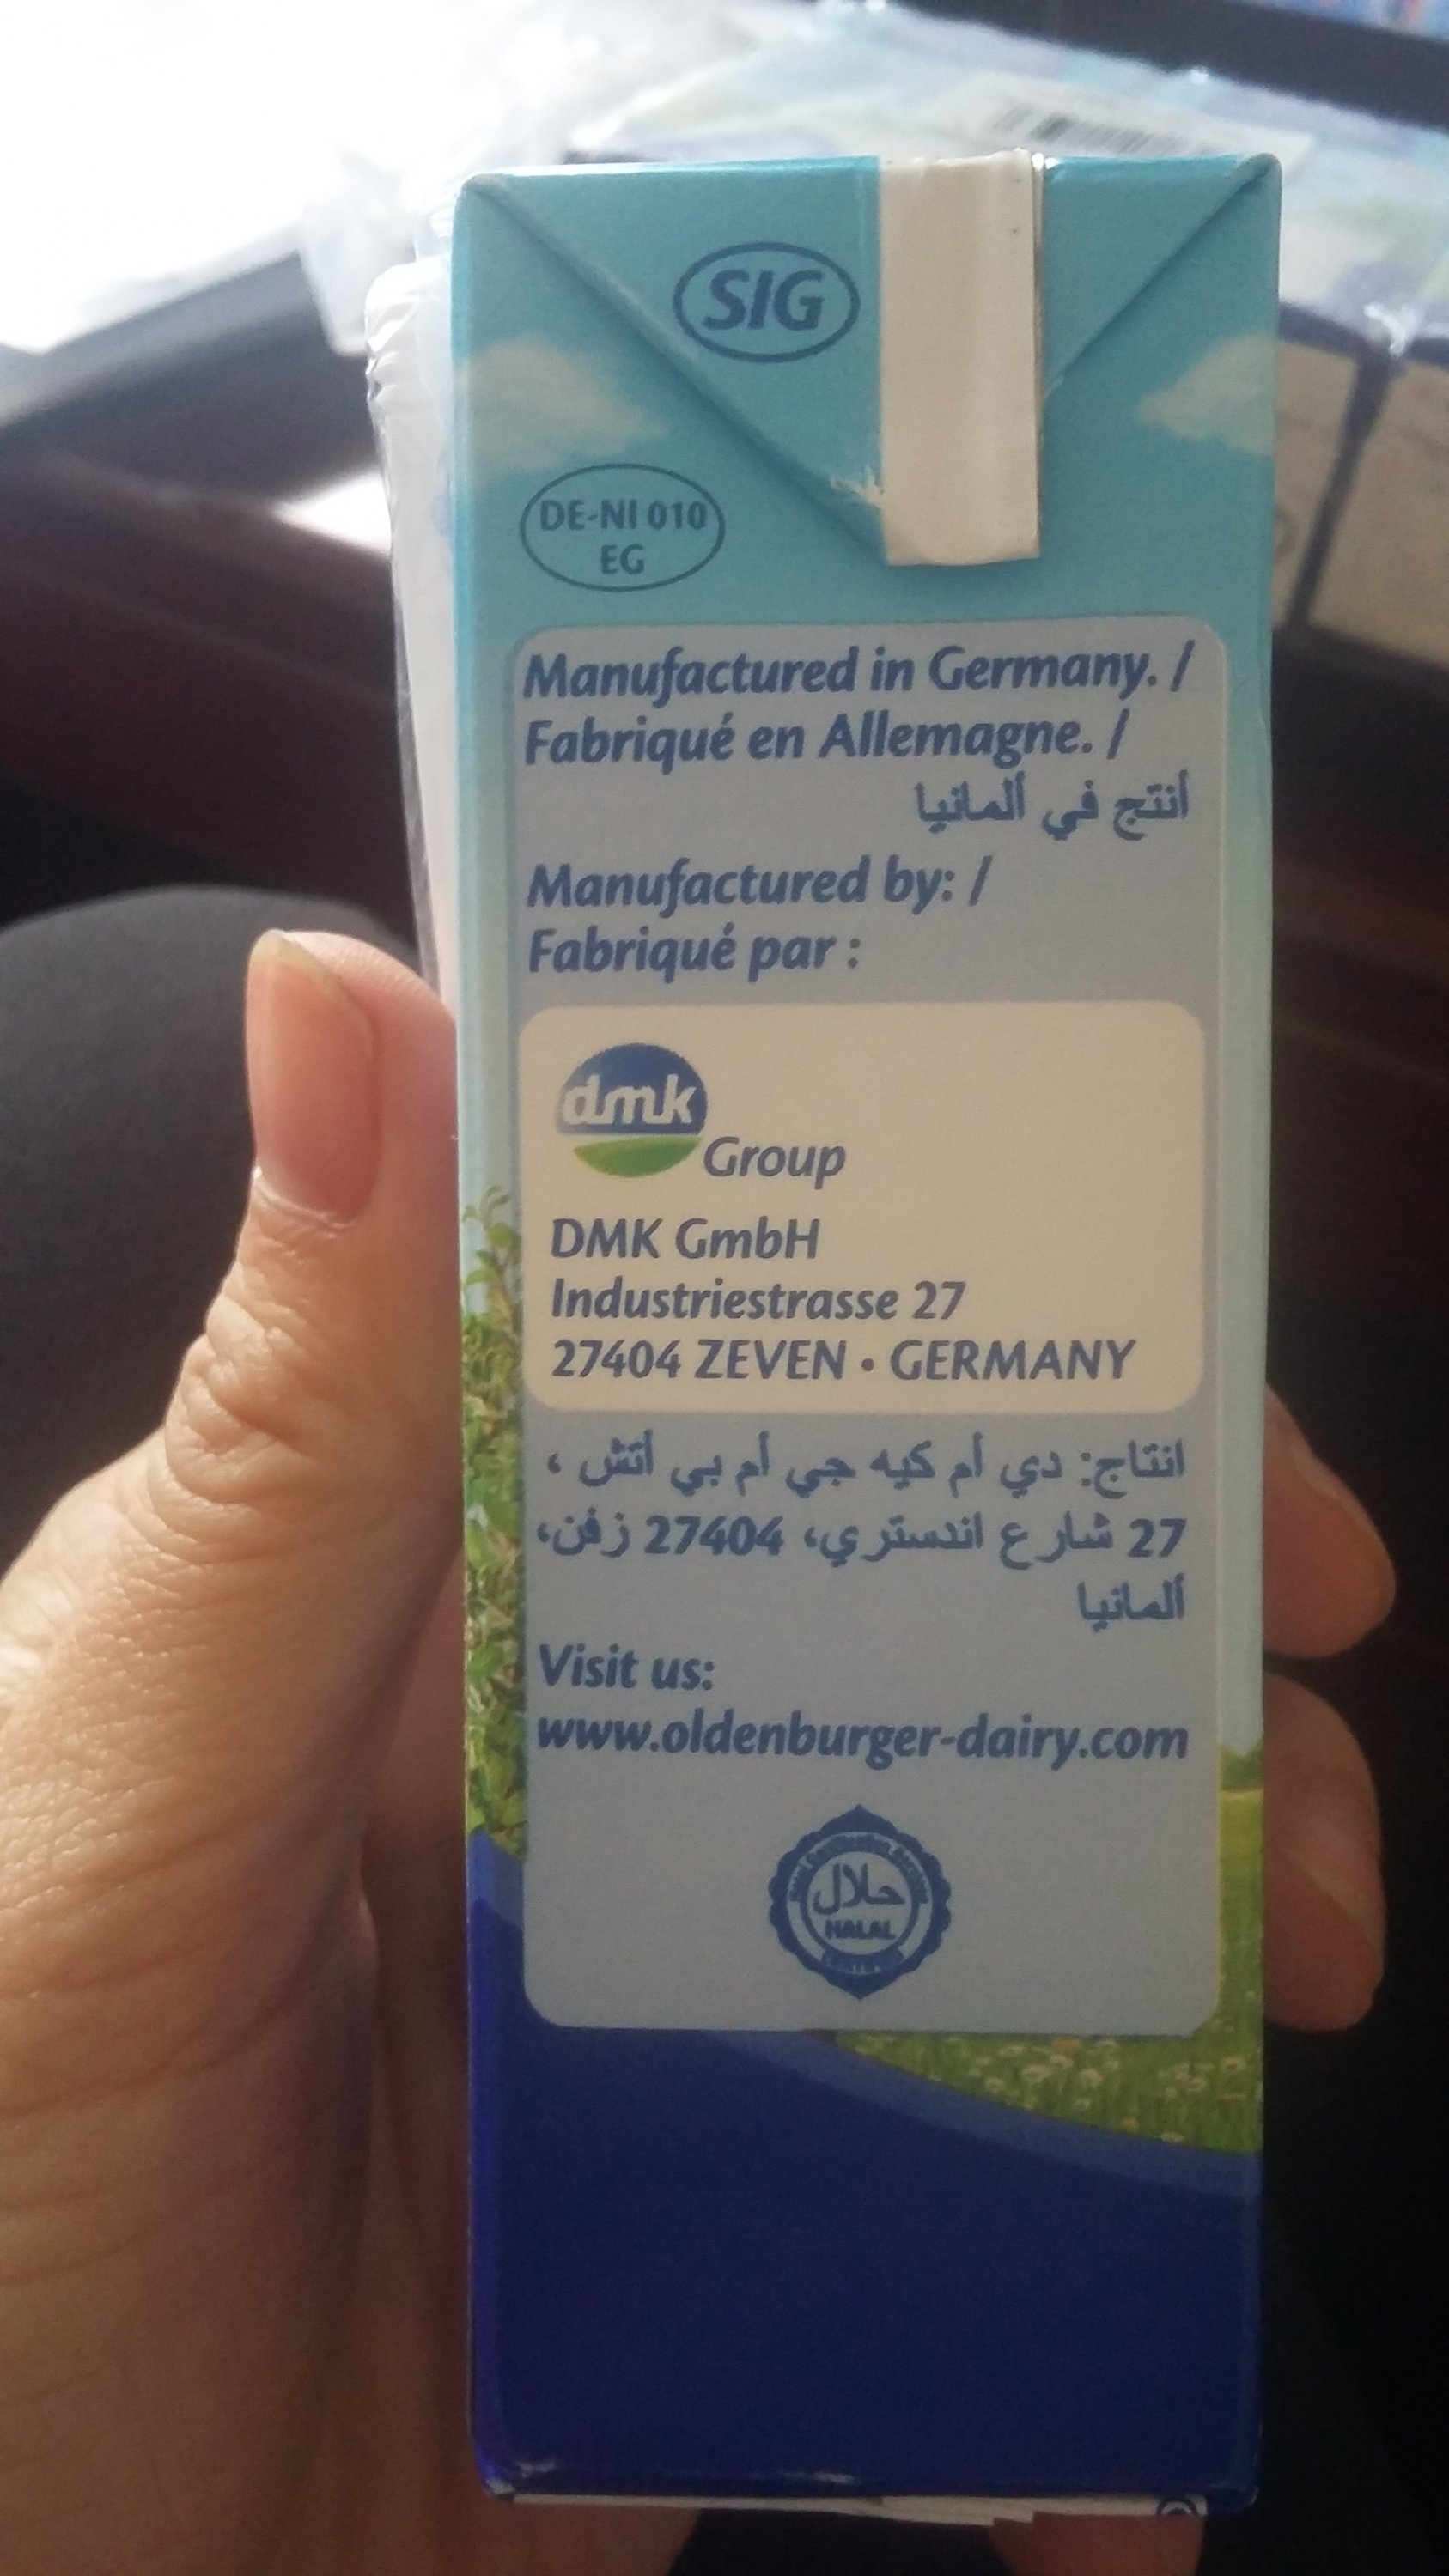 SIG
DE-NI 010
EG
Manufactured in Germany. /
Fabriqué en Allemagne. /
أنتج في ألمانيا
Manufactured by: /
Fabriqué par :
dmk
Group
DMK GmbH
Industriestrasse 27
27404 ZEVEN • GERMANY
انتاج: دي أم كيه جي أم بي أتش ،
27 شارع اندستري، 27404 زفن،
ألمانيا
Visit us:
www.oldenburger-dairy.com
حلال
HALAL